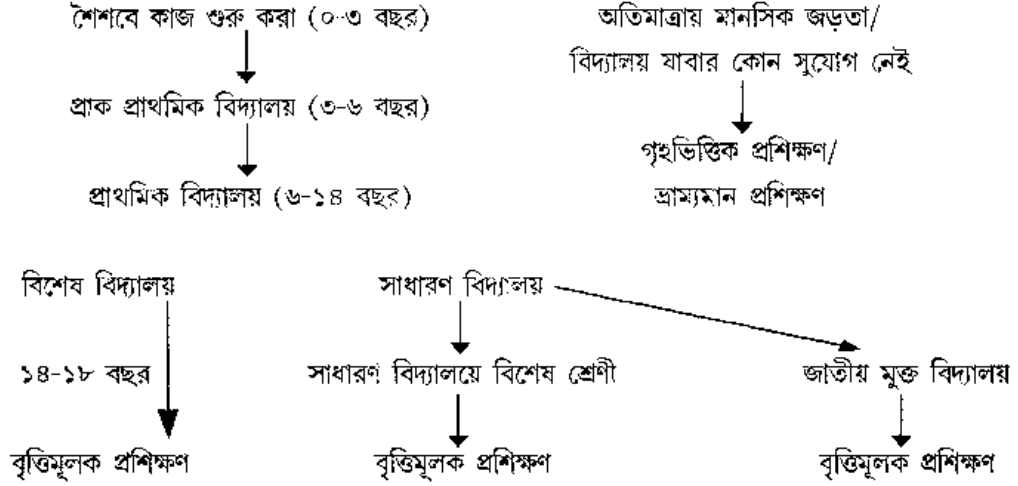 শৈশবে কাজ শুরু করা (০-৩ বছর)
প্রাক প্রাথমিক বিদ্যালয় (৩-৬ বছর)
প্রাথমিক বিদ্যালয় (৬-১৪ বছর)
অতিমাত্রায় মানসিক জড়তা/
বিদ্যালয় যাবার কোন সুযোগ নেই
গৃহভিত্তিক প্রশিক্ষণ/
ভ্রাম্যমান প্রশিক্ষণ
বিশেষ বিদ্যালয়
সাধারণ বিদ্যালয়
১৪-১৮ বছর
সাধারণ বিদ্যালয়ে বিশেষ শ্রেণী
জাতীয় মুক্ত বিদ্যালয়
বৃত্তিমূলক প্রশিক্ষণ
বৃত্তিমূলক প্রশিক্ষণ
বৃত্তিমূলক প্রশিক্ষণ